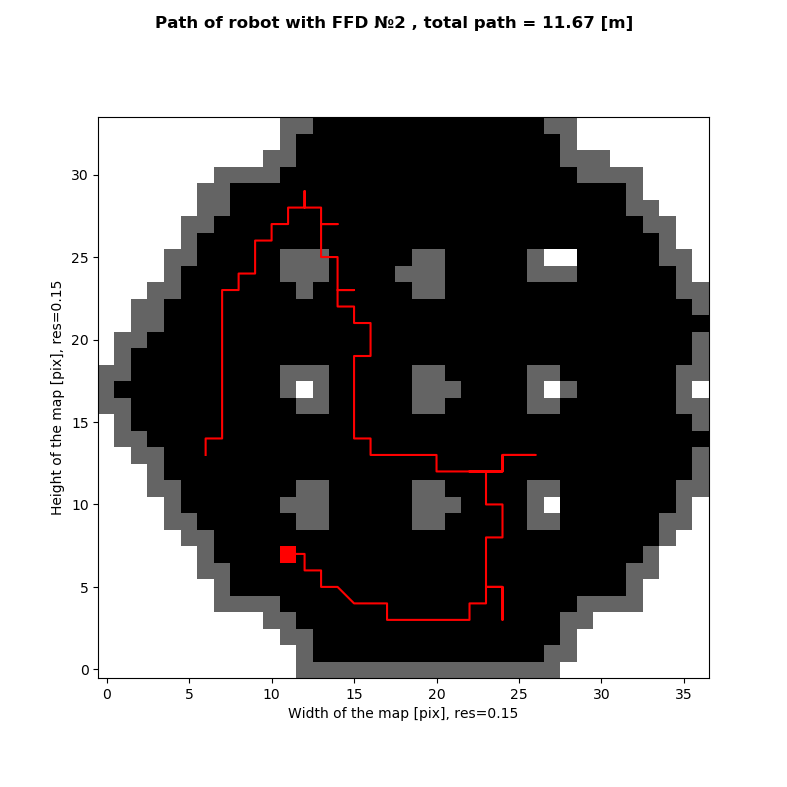 Path of robot with FFD №2 , total path = 11.67 [m]
30
25
20
15
10
5
0
Height of the map [pix], res=0.15
0 5 10 15 20 25 30 35
Width of the map [pix], res=0.15